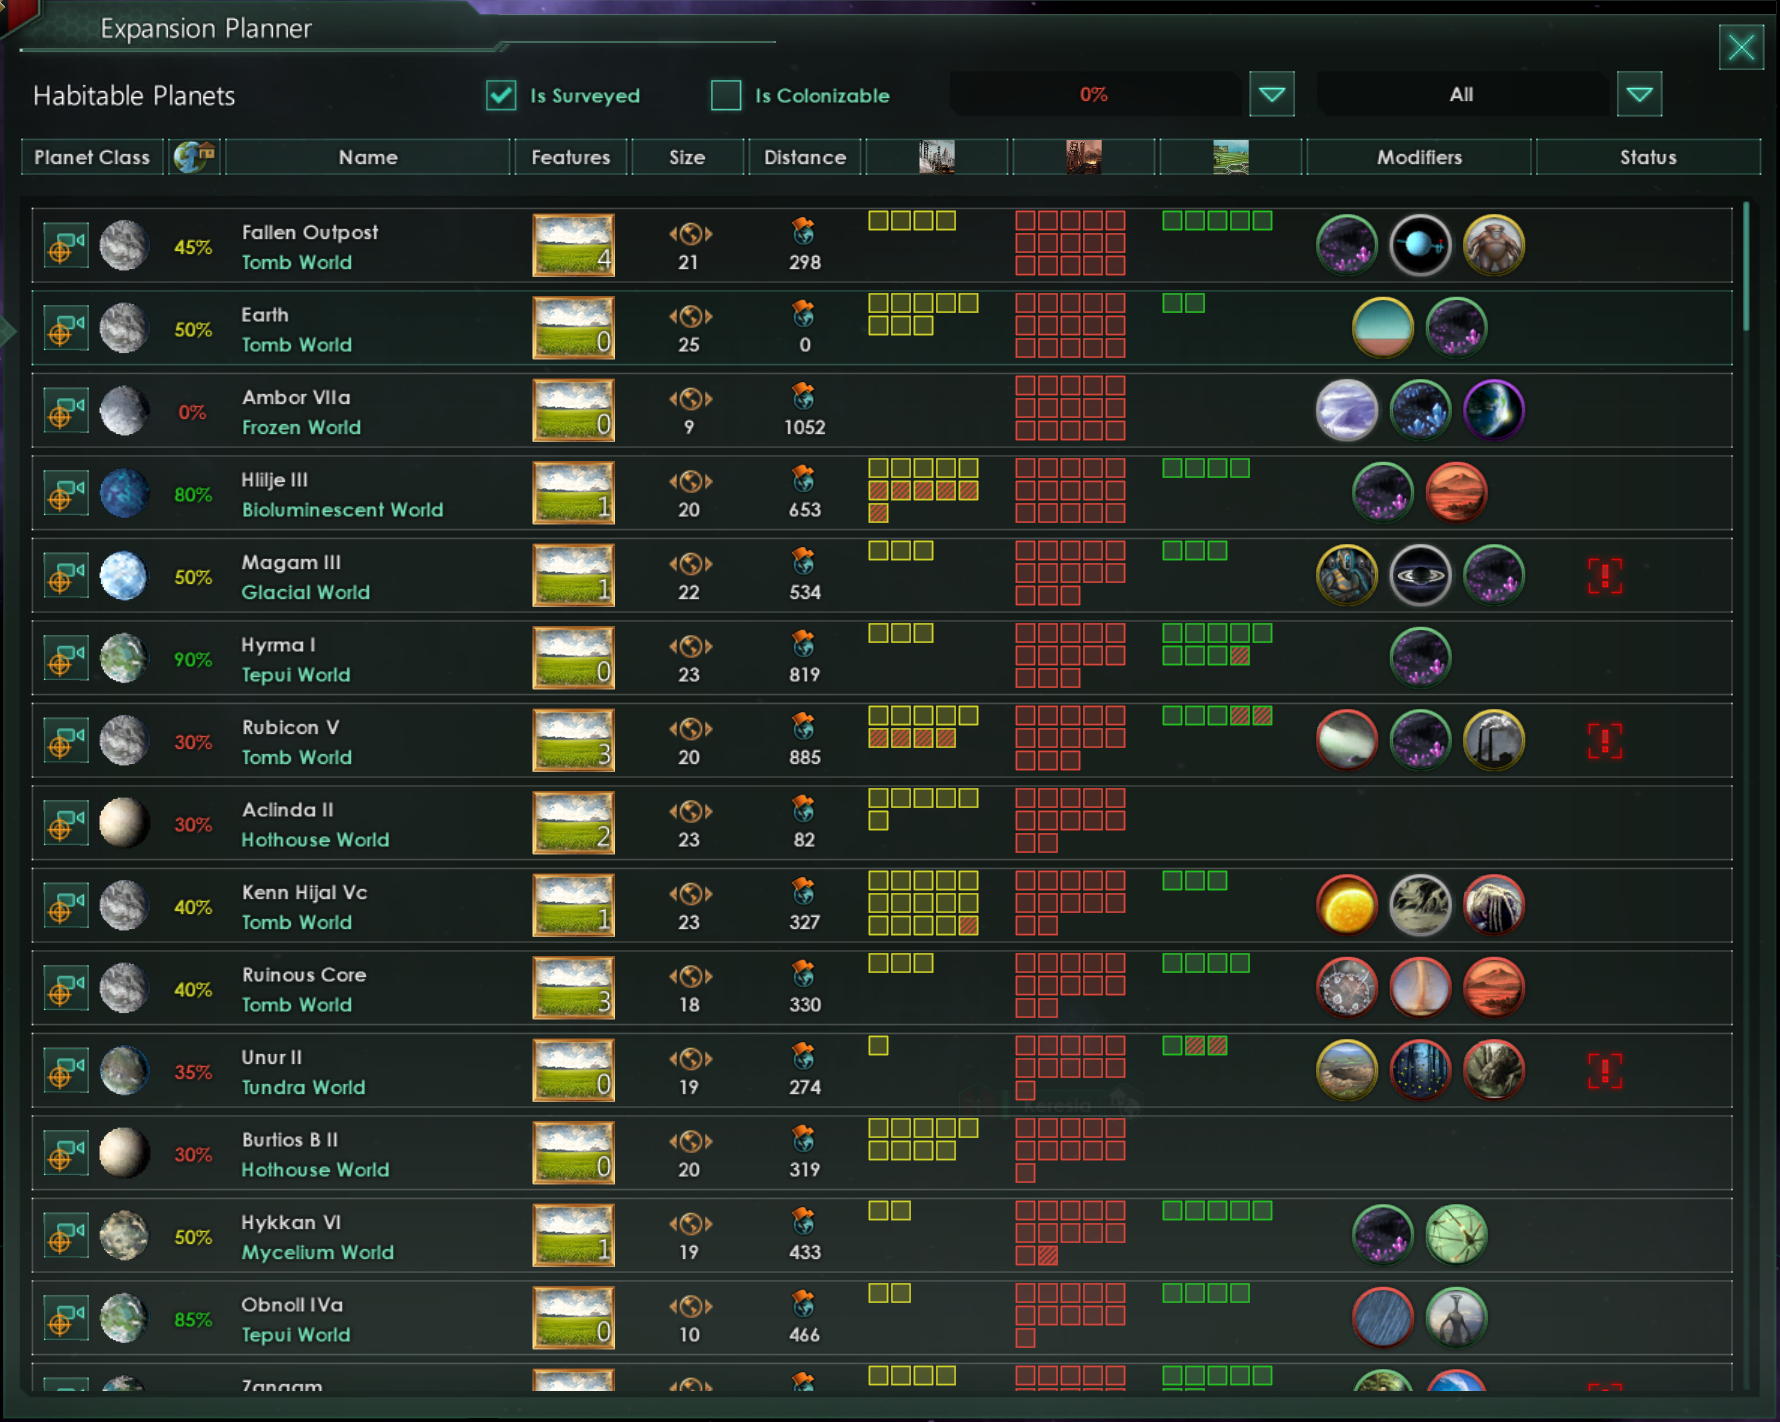 Expansion Planner
Habitable Planets
Is Surveyed
Is Colonizable
0%
All
Planet Class
Name
Features
Size
Distance
Modifiers
Status
45%
Fallen Outpost
Tomb World
4
21
298
50%
Earth
Tomb World
0
25
0
0%
Ambor VIIa
Frozen World
0
9
1052
80%
Hlilje III
Bioluminescent World
1
20
653
50%
Magam III
Glacial World
1
22
534
90%
Hyrma I
Tepui World
0
23
819
30%
Rubicon V
Tomb World
3
20
885
30%
Aclinda II
Hothouse World
2
23
82
40%
Kenn Hijal Vc
Tomb World
1
23
327
40%
Ruinous Core
Tomb World
3
18
330
35%
Unur II
Tundra World
0
19
274
Keresia
30%
Burtios B II
Hothouse World
0
20
319
50%
Hykkan VI
Mycelium World
1
19
433
85%
Obnoll IVa
Tepui World
0
10
466